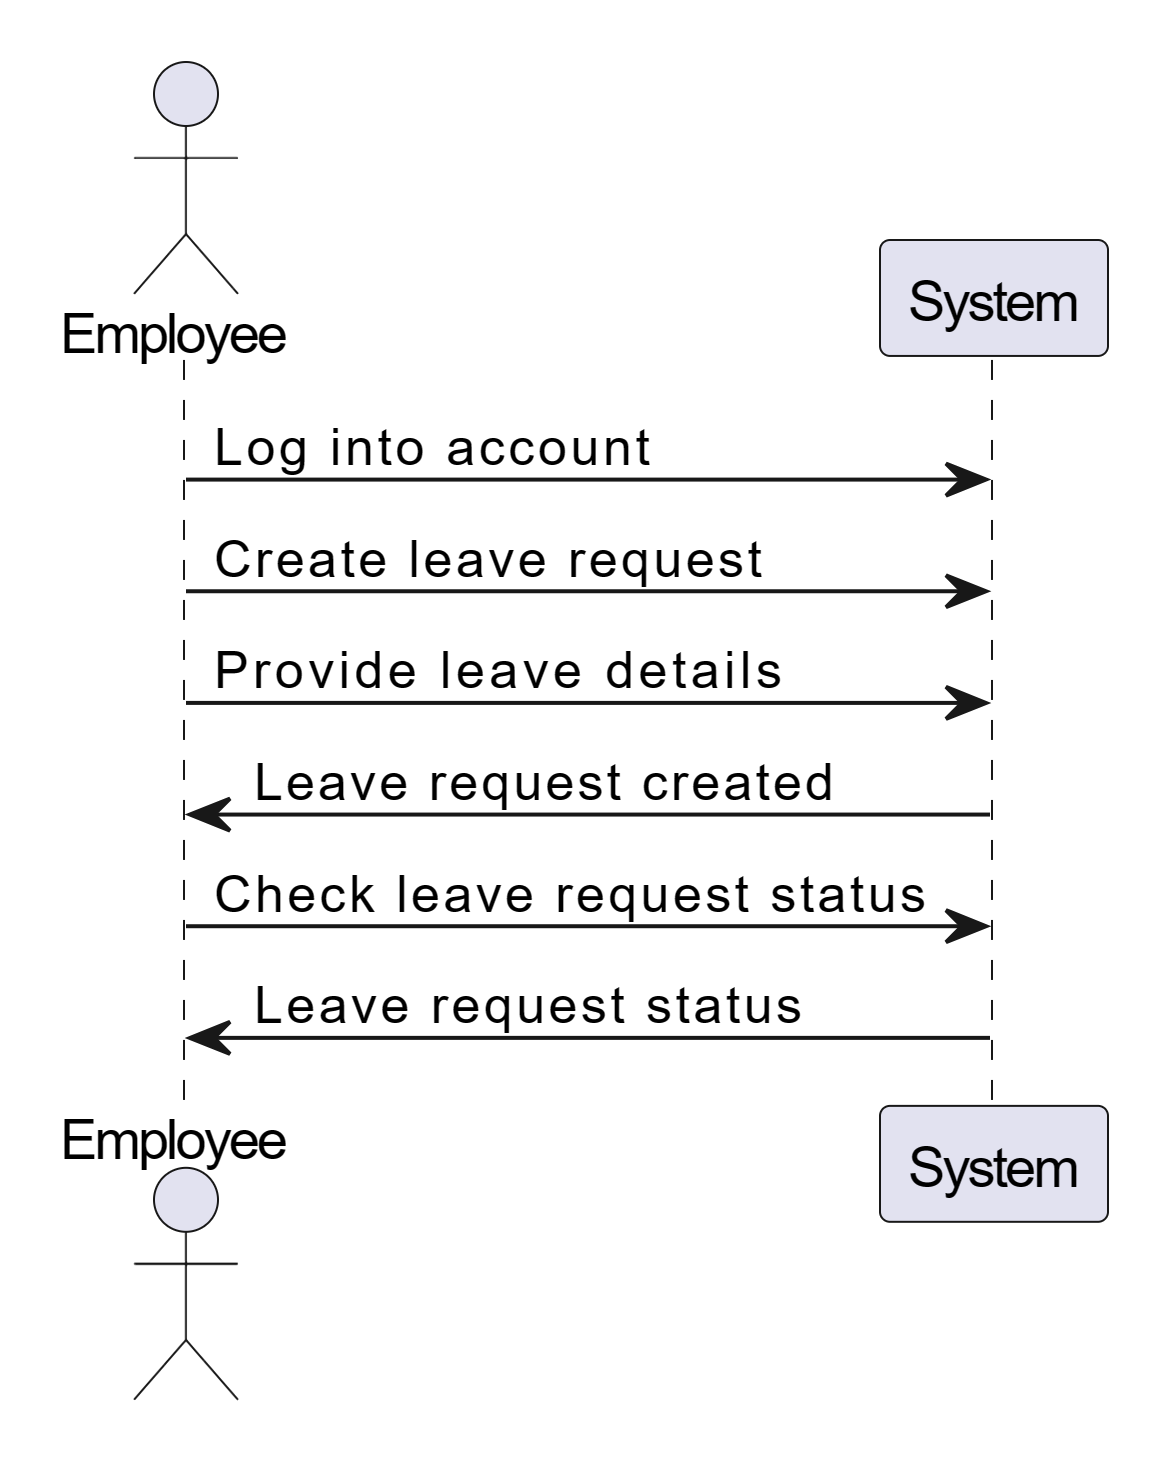 Employee
System
Log into account
Create leave request
Provide leave details
Leave request created
Check leave request status
Leave request status
Employee
System